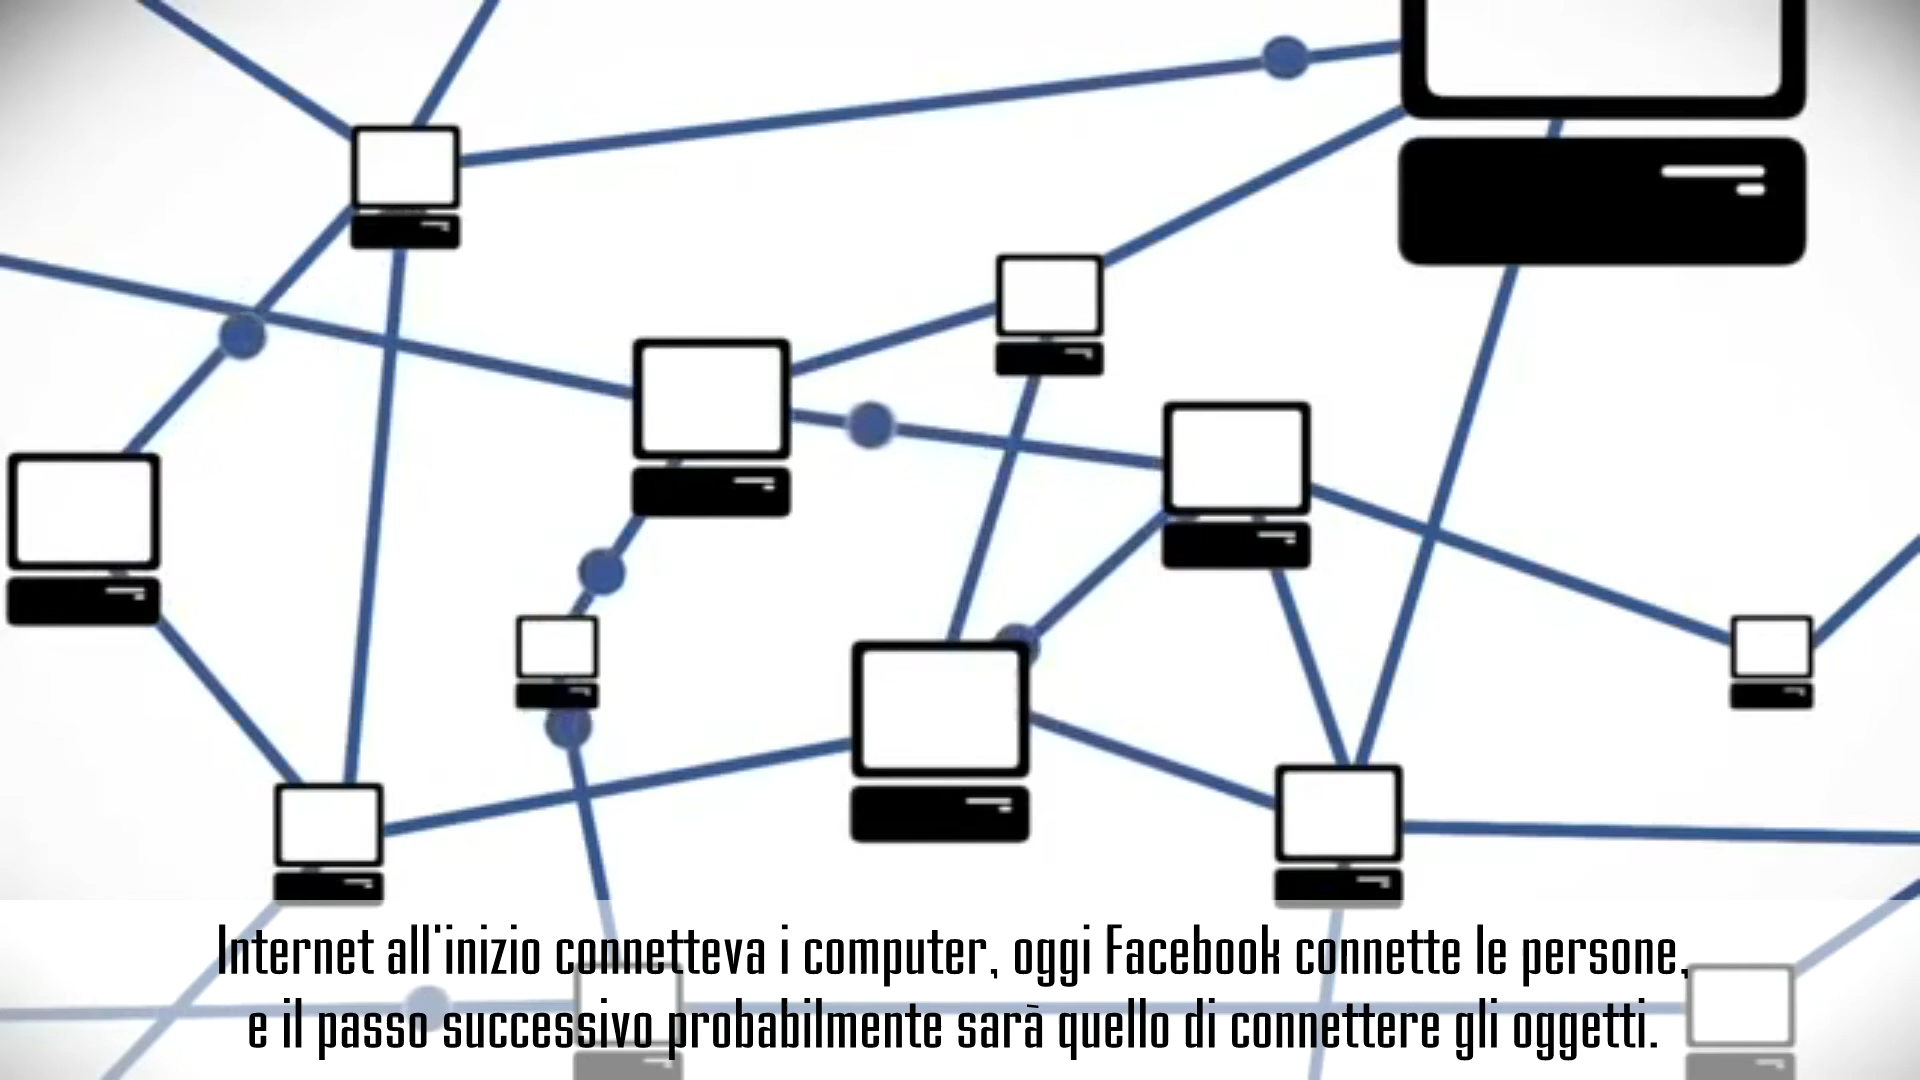 Internet all'inizio connetteva i computer, oggi Facebook connette le persone,
e il passo successivo probabilmente sarà quello di connettere gli oggetti.